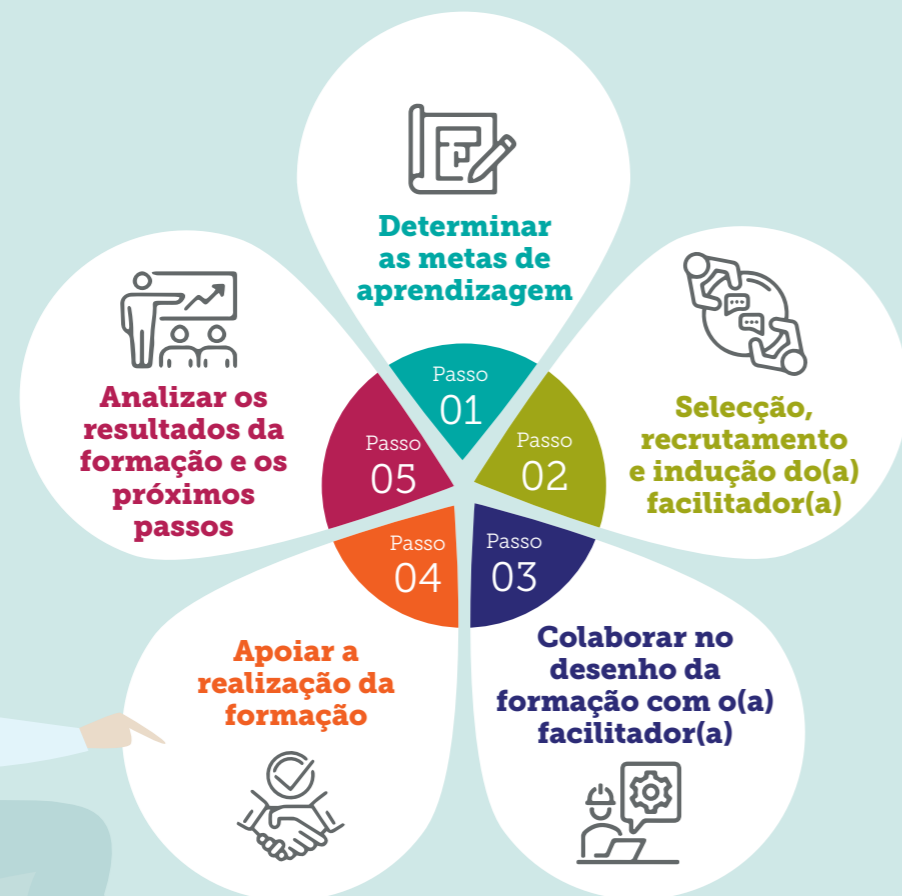 Passo
01
Determinar
as metas de
aprendizagem
Passo
02
Selecção,
recrutamento
e indução do(a)
facilitador(a)
Passo
03
Colaborar no
desenho da
formação com o(a)
facilitador(a)
Passo
04
Apoiar a
realização da
formação
Passo
05
Analizar os
resultados da
formação e os
próximos
passos